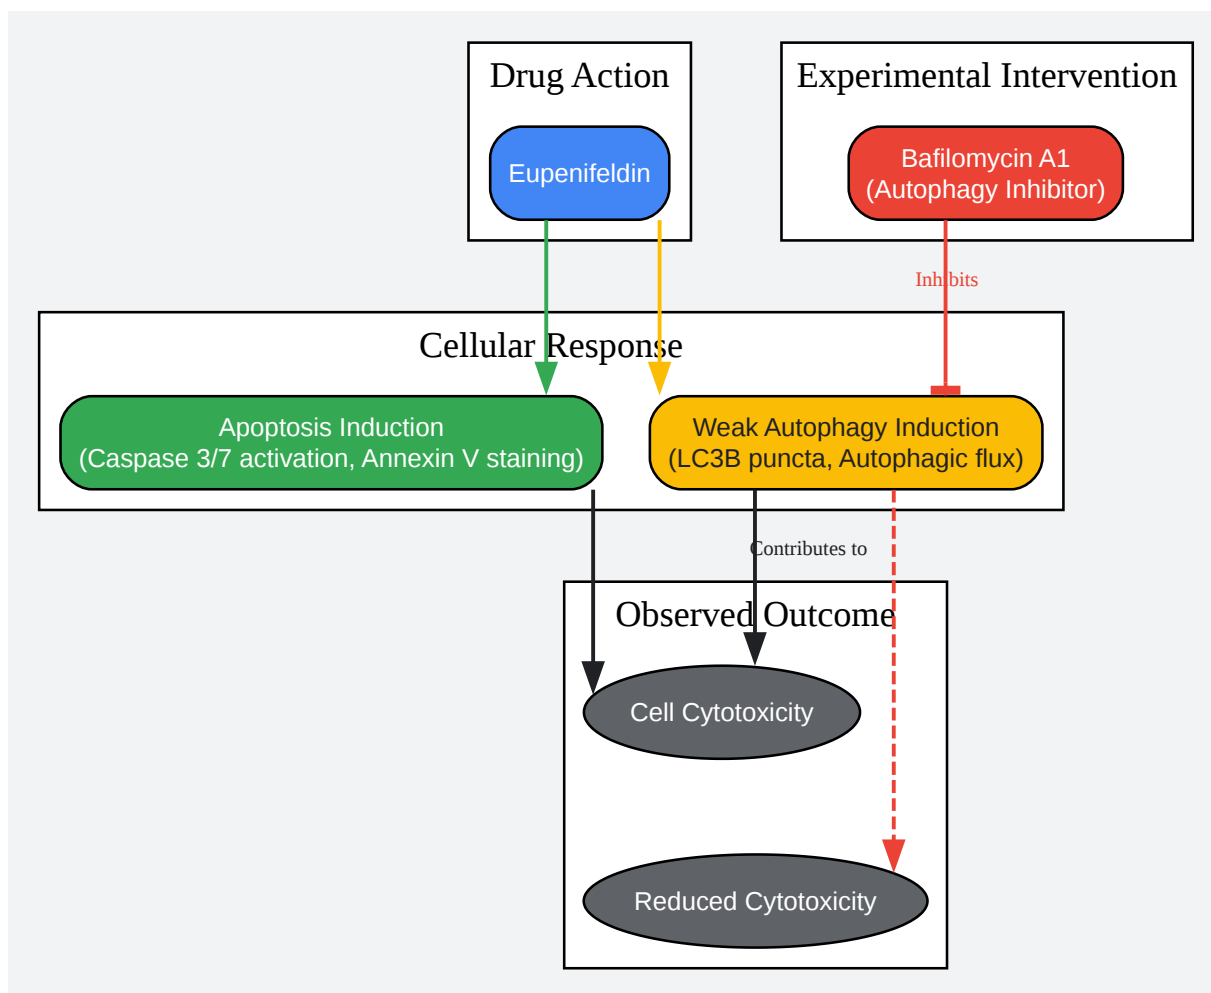 Drug Action
Experimental Intervention
Eupenifeldin
Bafilomycin A1
(Autophagy Inhibitor)
Inhibits
Cellular Response
Apoptosis Induction
(Caspase 3/7 activation, Annexin V staining)
Weak Autophagy Induction
(LC3B puncta, Autophagic flux)
Contributes to
Observed Outcome
Cell Cytotoxicity
Reduced Cytotoxicity